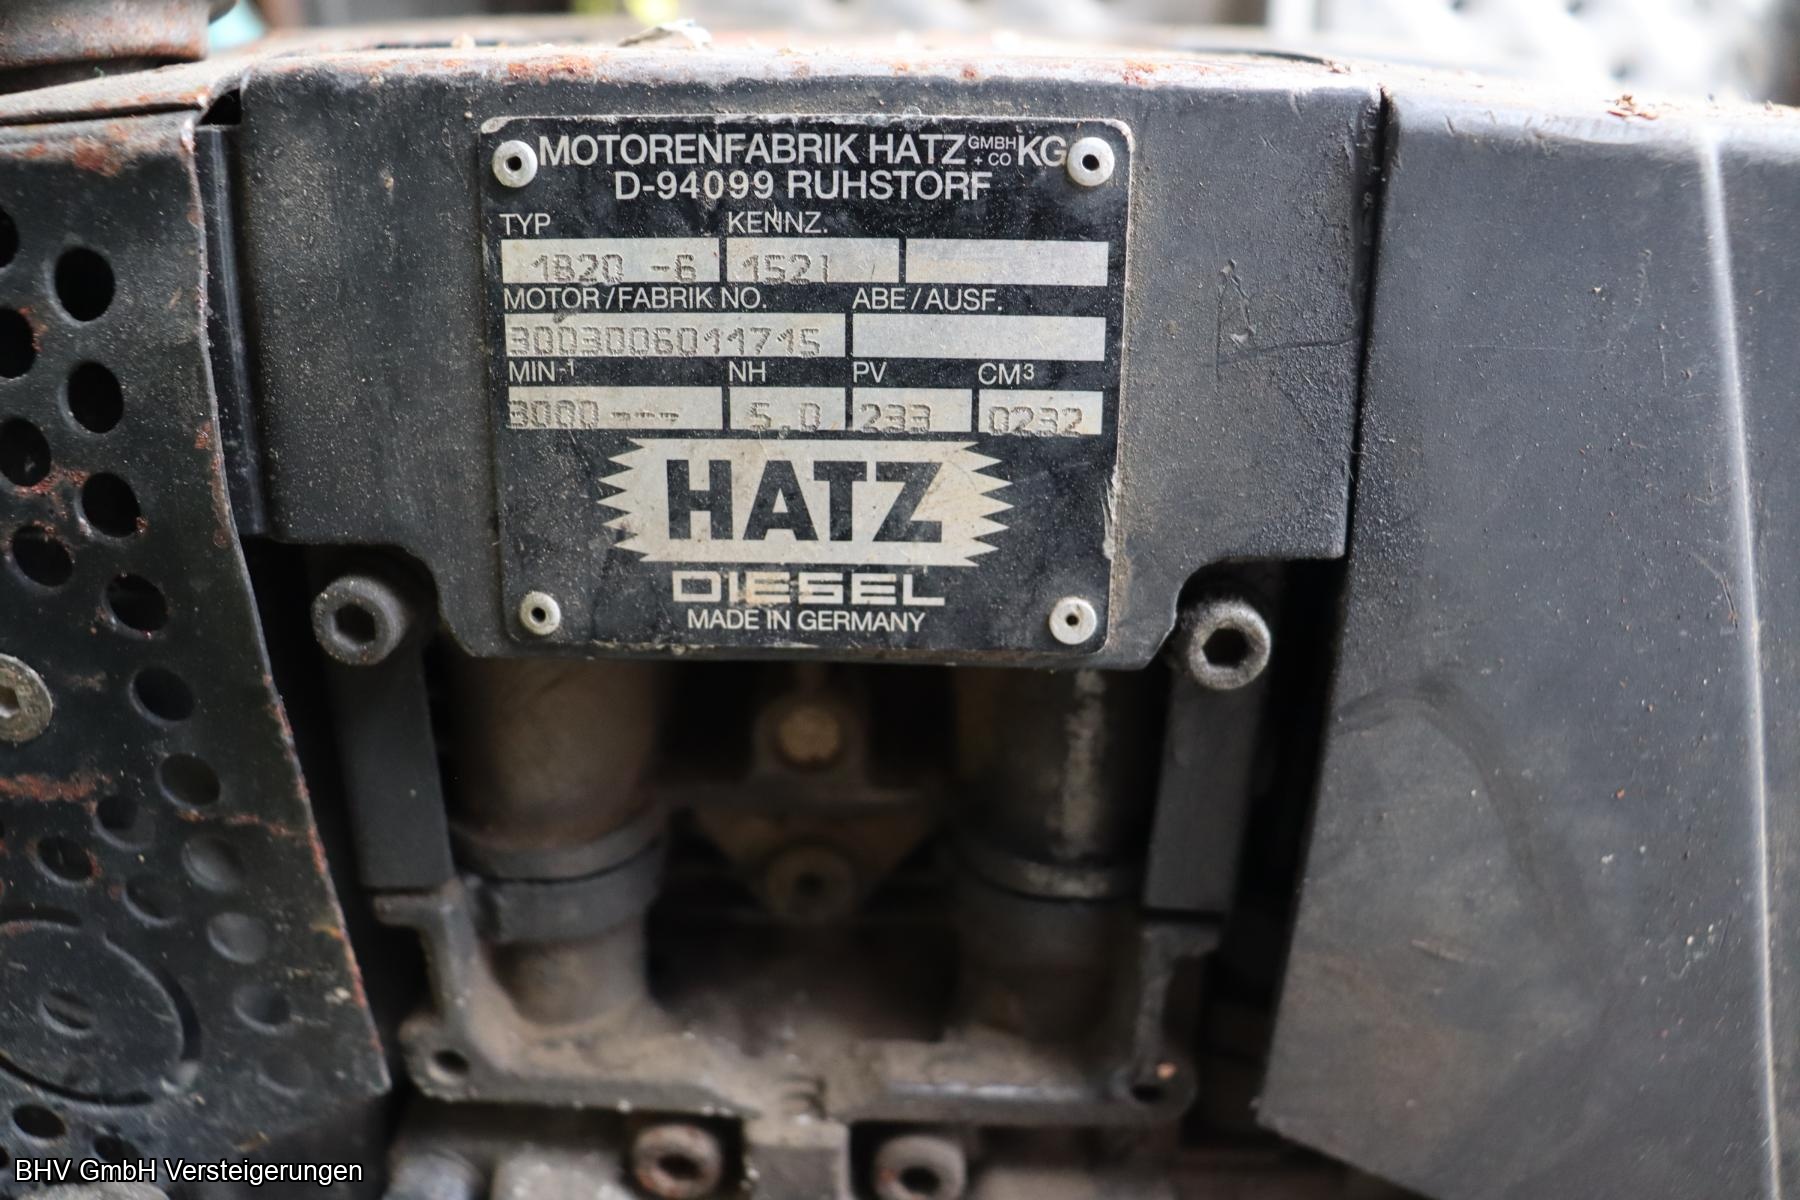 MOTORENFABRIK HATZ GMBH + CO KG
D-94099 RUHSTORF
TYP KENNZ.
1B20 -6 1521
MOTOR/FABRIK NO. ABE/AUSF.
3003006011715
MIN-1 NH PV CM3
3000--- 5,0 233 0232
HATZ
DIESEL
MADE IN GERMANY
BHV GmbH Versteigerungen